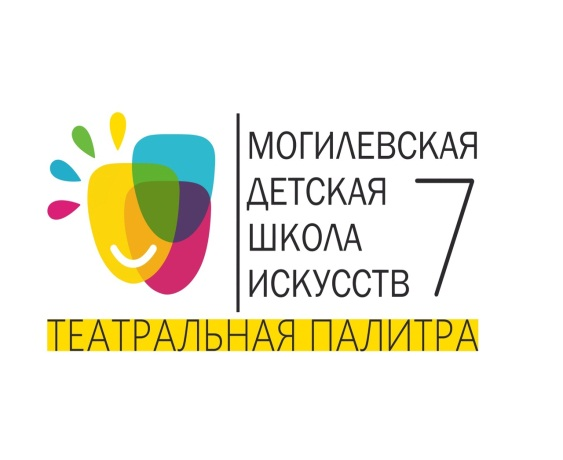 МОГИЛЕВСКАЯ
ДЕТСКАЯ
ШКОЛА
ИСКУССТВ 7
ТЕАТРАЛЬНАЯ ПАЛИТРА